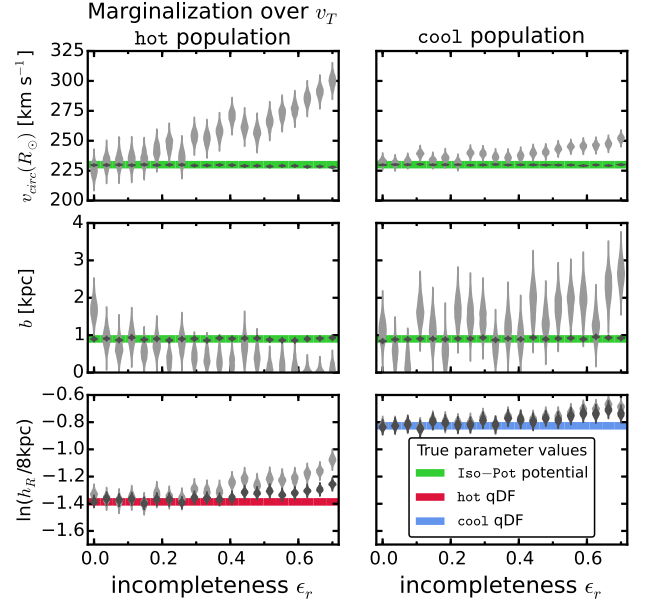 Marginalization over v_T
hot population
cool population
v_circ(R_⊙) [km s⁻¹]
325
300
275
250
225
200
b [kpc]
4
3
2
1
0
ln(h_R/8kpc)
−0.6
−0.8
−1.0
−1.2
−1.4
−1.6
0.0 0.2 0.4 0.6
0.0 0.2 0.4 0.6
incompleteness ϵ_r
incompleteness ϵ_r
True parameter values
Iso-Pot potential
hot qDF
cool qDF